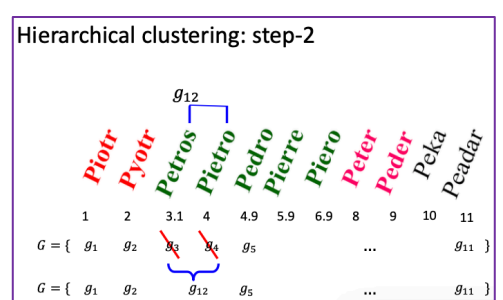 Hierarchical clustering: step-2
g₁₂
Piotr Pyotr Petros Pietro Pedro Pierre Piero Peter Peder Peka Peadar
1 2 3.1 4 4.9 5.9 6.9 8 9 10 11
G = { g₁ g₂ g₃ g₄ g₅ ... g₁₁ }
G = { g₁ g₂ g₁₂ g₅ ... g₁₁ }